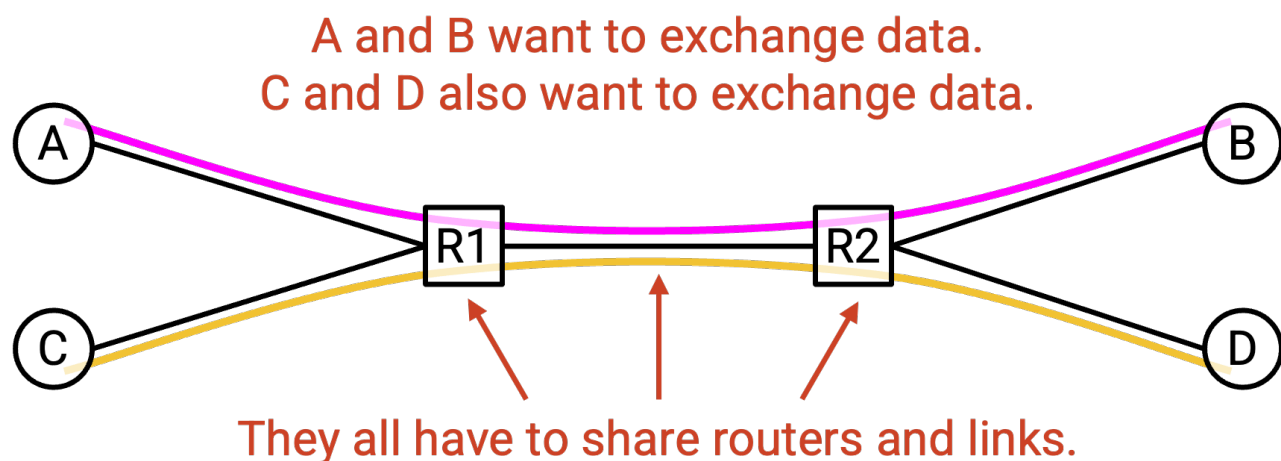 A and B want to exchange data.
C and D also want to exchange data.
A
B
R1
R2
C
D
They all have to share routers and links.